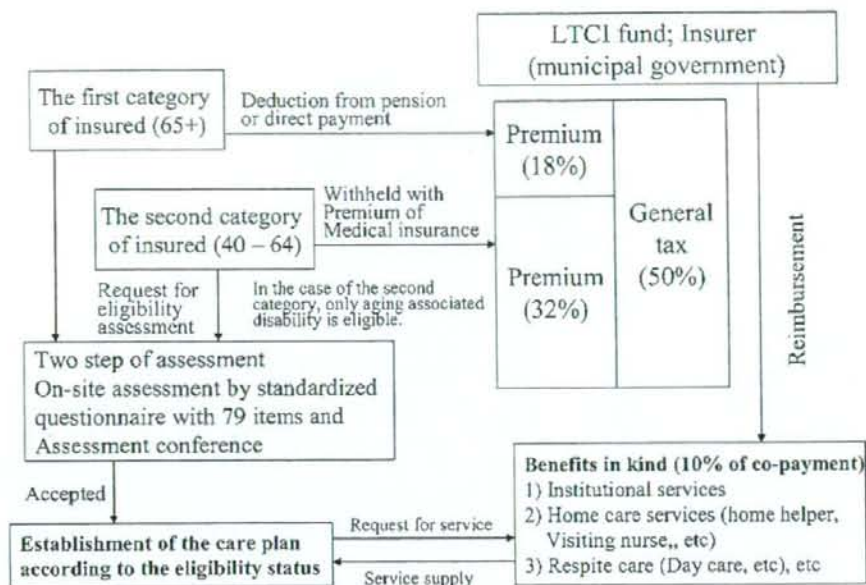 LTCI fund; Insurer
(municipal government)
The first category
of insured (65+)
Deduction from pension
or direct payment
Premium
(18%)
General
tax
(50%)
Withheld with
Premium of
Medical insurance
The second category
of insured (40 – 64)
Premium
(32%)
Reimbursement
Request for
eligibility
assessment
In the case of the second
category, only aging associated
disability is eligible.
Two step of assessment
On-site assessment by standardized
questionnaire with 79 items and
Assessment conference
Accepted
Benefits in kind (10% of co-payment)
1) Institutional services
2) Home care services (home helper,
Visiting nurse,, etc)
3) Respite care (Day care, etc), etc
Request for service
Establishment of the care plan
according to the eligibility status
Service supply